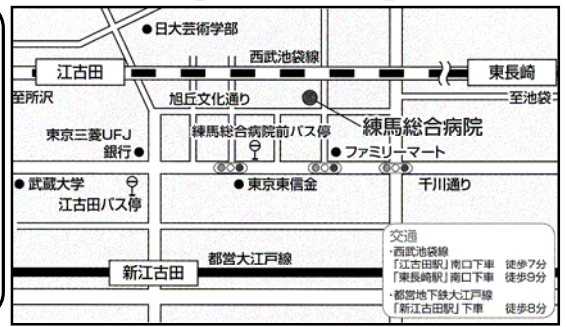 日大芸術学部
西武池袋線
江古田
東長崎
至所沢
旭丘文化通り
至池袋
練馬総合病院
東京三菱UFJ
銀行
練馬総合病院前バス停
ファミリーマート
武蔵大学
江古田バス停
東京東信金
千川通り
都営大江戸線
新江古田
交通
・西武池袋線
「江古田駅」南口下車 徒歩7分
「東長崎駅」南口下車 徒歩9分
・都営地下鉄大江戸線
「新江古田駅」下車 徒歩8分